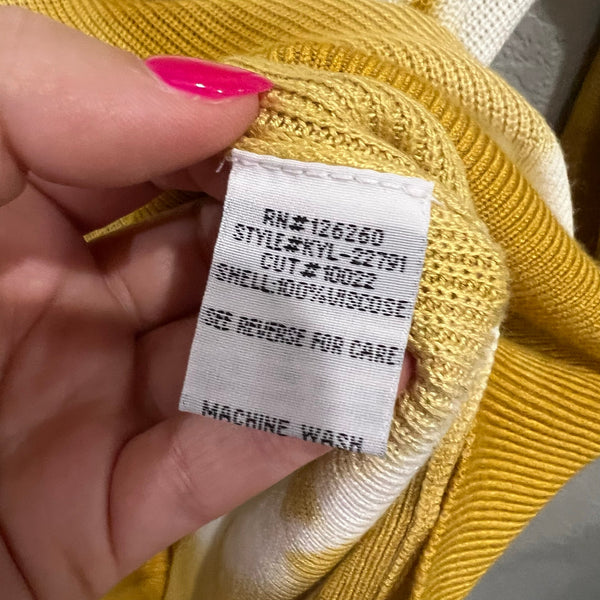 RN#126260
STYLE#KYL-22791
CUT#10022
SHELL:100%VISCOSE
SEE REVERSE FOR CARE
MACHINE WASH